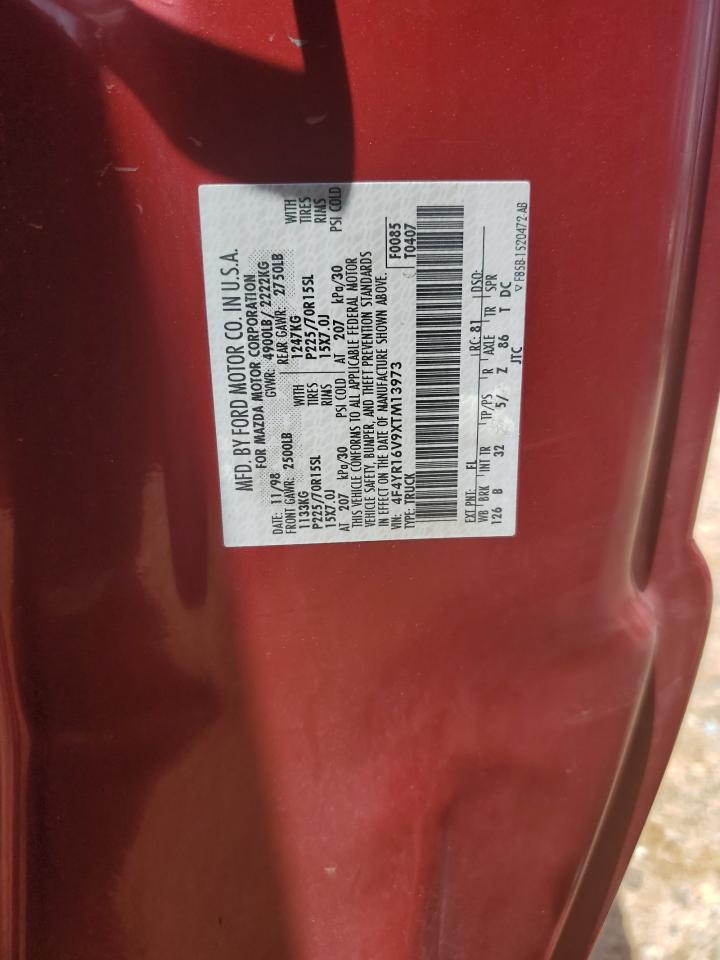 MFD. BY FORD MOTOR CO. IN U.S.A.
FOR MAZDA MOTOR CORPORATION
DATE: 11/98 GVWR: 4900LB/ 2222KG
FRONT GAWR: 2500LB REAR GAWR: 2750LB
1133KG WITH 1247KG WITH
P225/70R15SL TIRES P225/70R15SL TIRES
15X7.0J RIMS 15X7.0J RIMS
AT 207 kPa/30 PSI COLD AT 207 kPa/30 PSI COLD
THIS VEHICLE CONFORMS TO ALL APPLICABLE FEDERAL MOTOR
VEHICLE SAFETY, BUMPER, AND THEFT PREVENTION STANDARDS
IN EFFECT ON THE DATE OF MANUFACTURE SHOWN ABOVE.
VIN: 4F4YR16V9XTM13973 F0085
TYPE: TRUCK T0407
EXT PNT: FL RC: 81 DSO:
WB BRK INT TR TP/PS R AXLE TR SPR
126 B 32 5/ Z 86 T DC
JTC
▽ F85B-1520472-AB